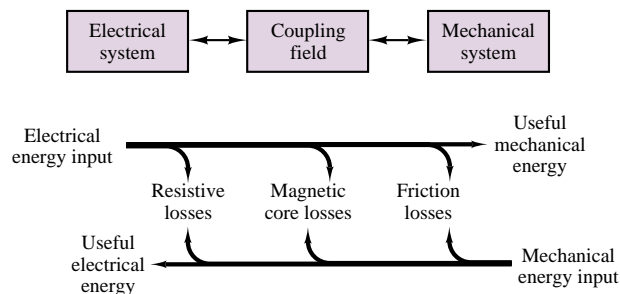 Electrical
system
Coupling
field
Mechanical
system
Electrical
energy input
Useful
mechanical
energy
Resistive
losses
Magnetic
core losses
Friction
losses
Useful
electrical
energy
Mechanical
energy input